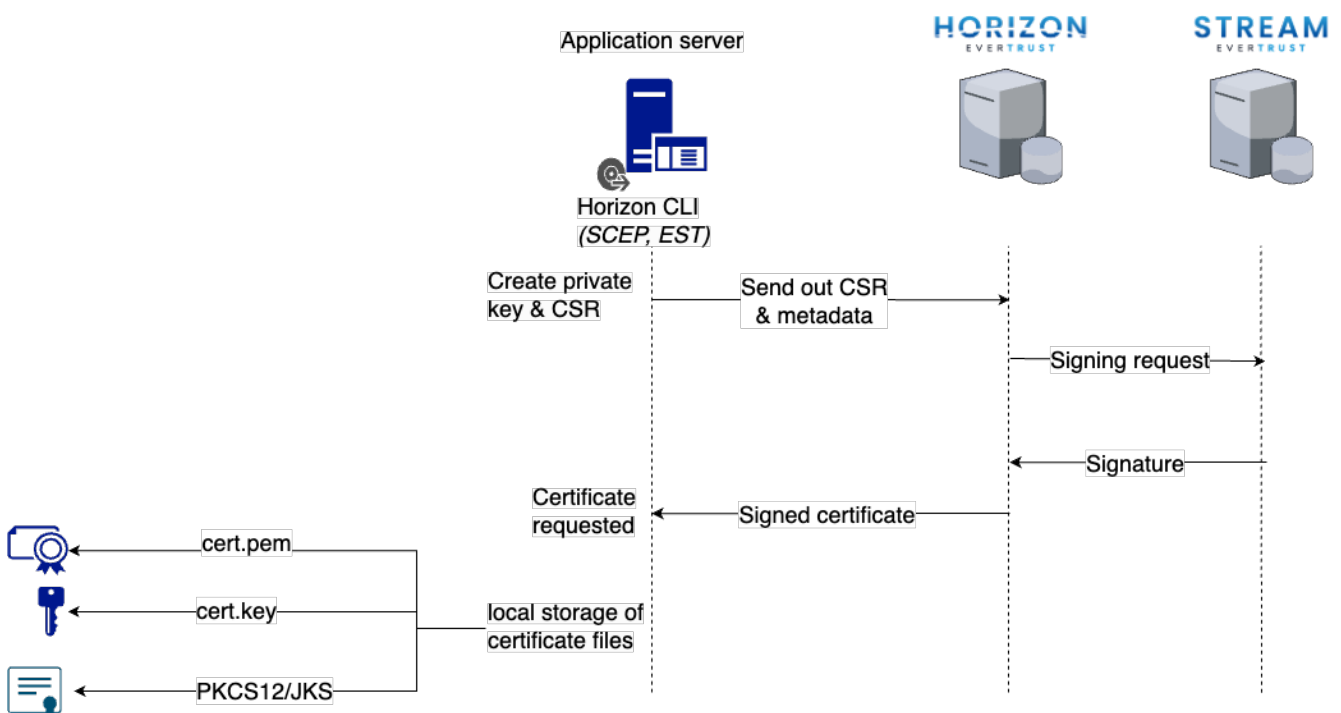 HORIZON
EVERTRUST
STREAM
EVERTRUST
Application server
Horizon CLI
(SCEP, EST)
Create private
key & CSR
Send out CSR
& metadata
Signing request
Signature
Certificate
requested
Signed certificate
cert.pem
cert.key
local storage of
certificate files
PKCS12/JKS